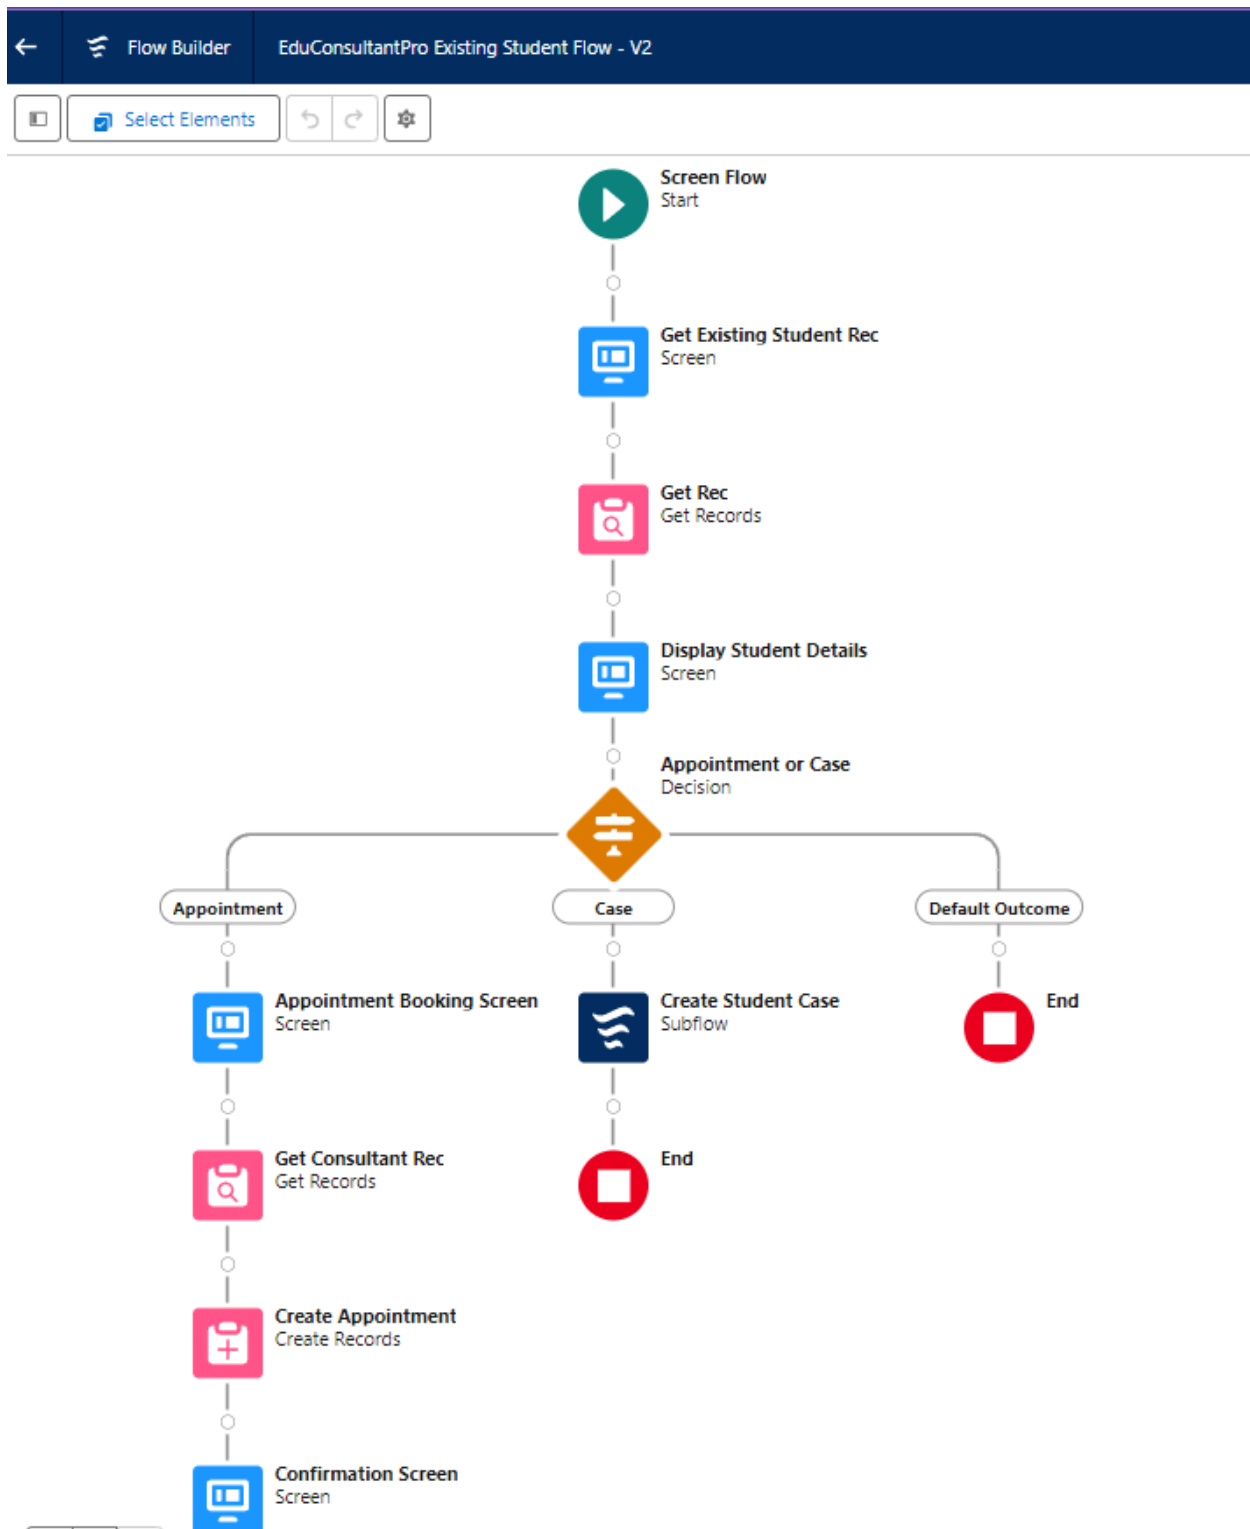 Flow Builder
EduConsultantPro Existing Student Flow - V2
Select Elements
Screen Flow
Start
Get Existing Student Rec
Screen
Get Rec
Get Records
Display Student Details
Screen
Appointment or Case
Decision
Appointment
Case
Default Outcome
Appointment Booking Screen
Screen
Create Student Case
Subflow
End
Get Consultant Rec
Get Records
End
Create Appointment
Create Records
Confirmation Screen
Screen